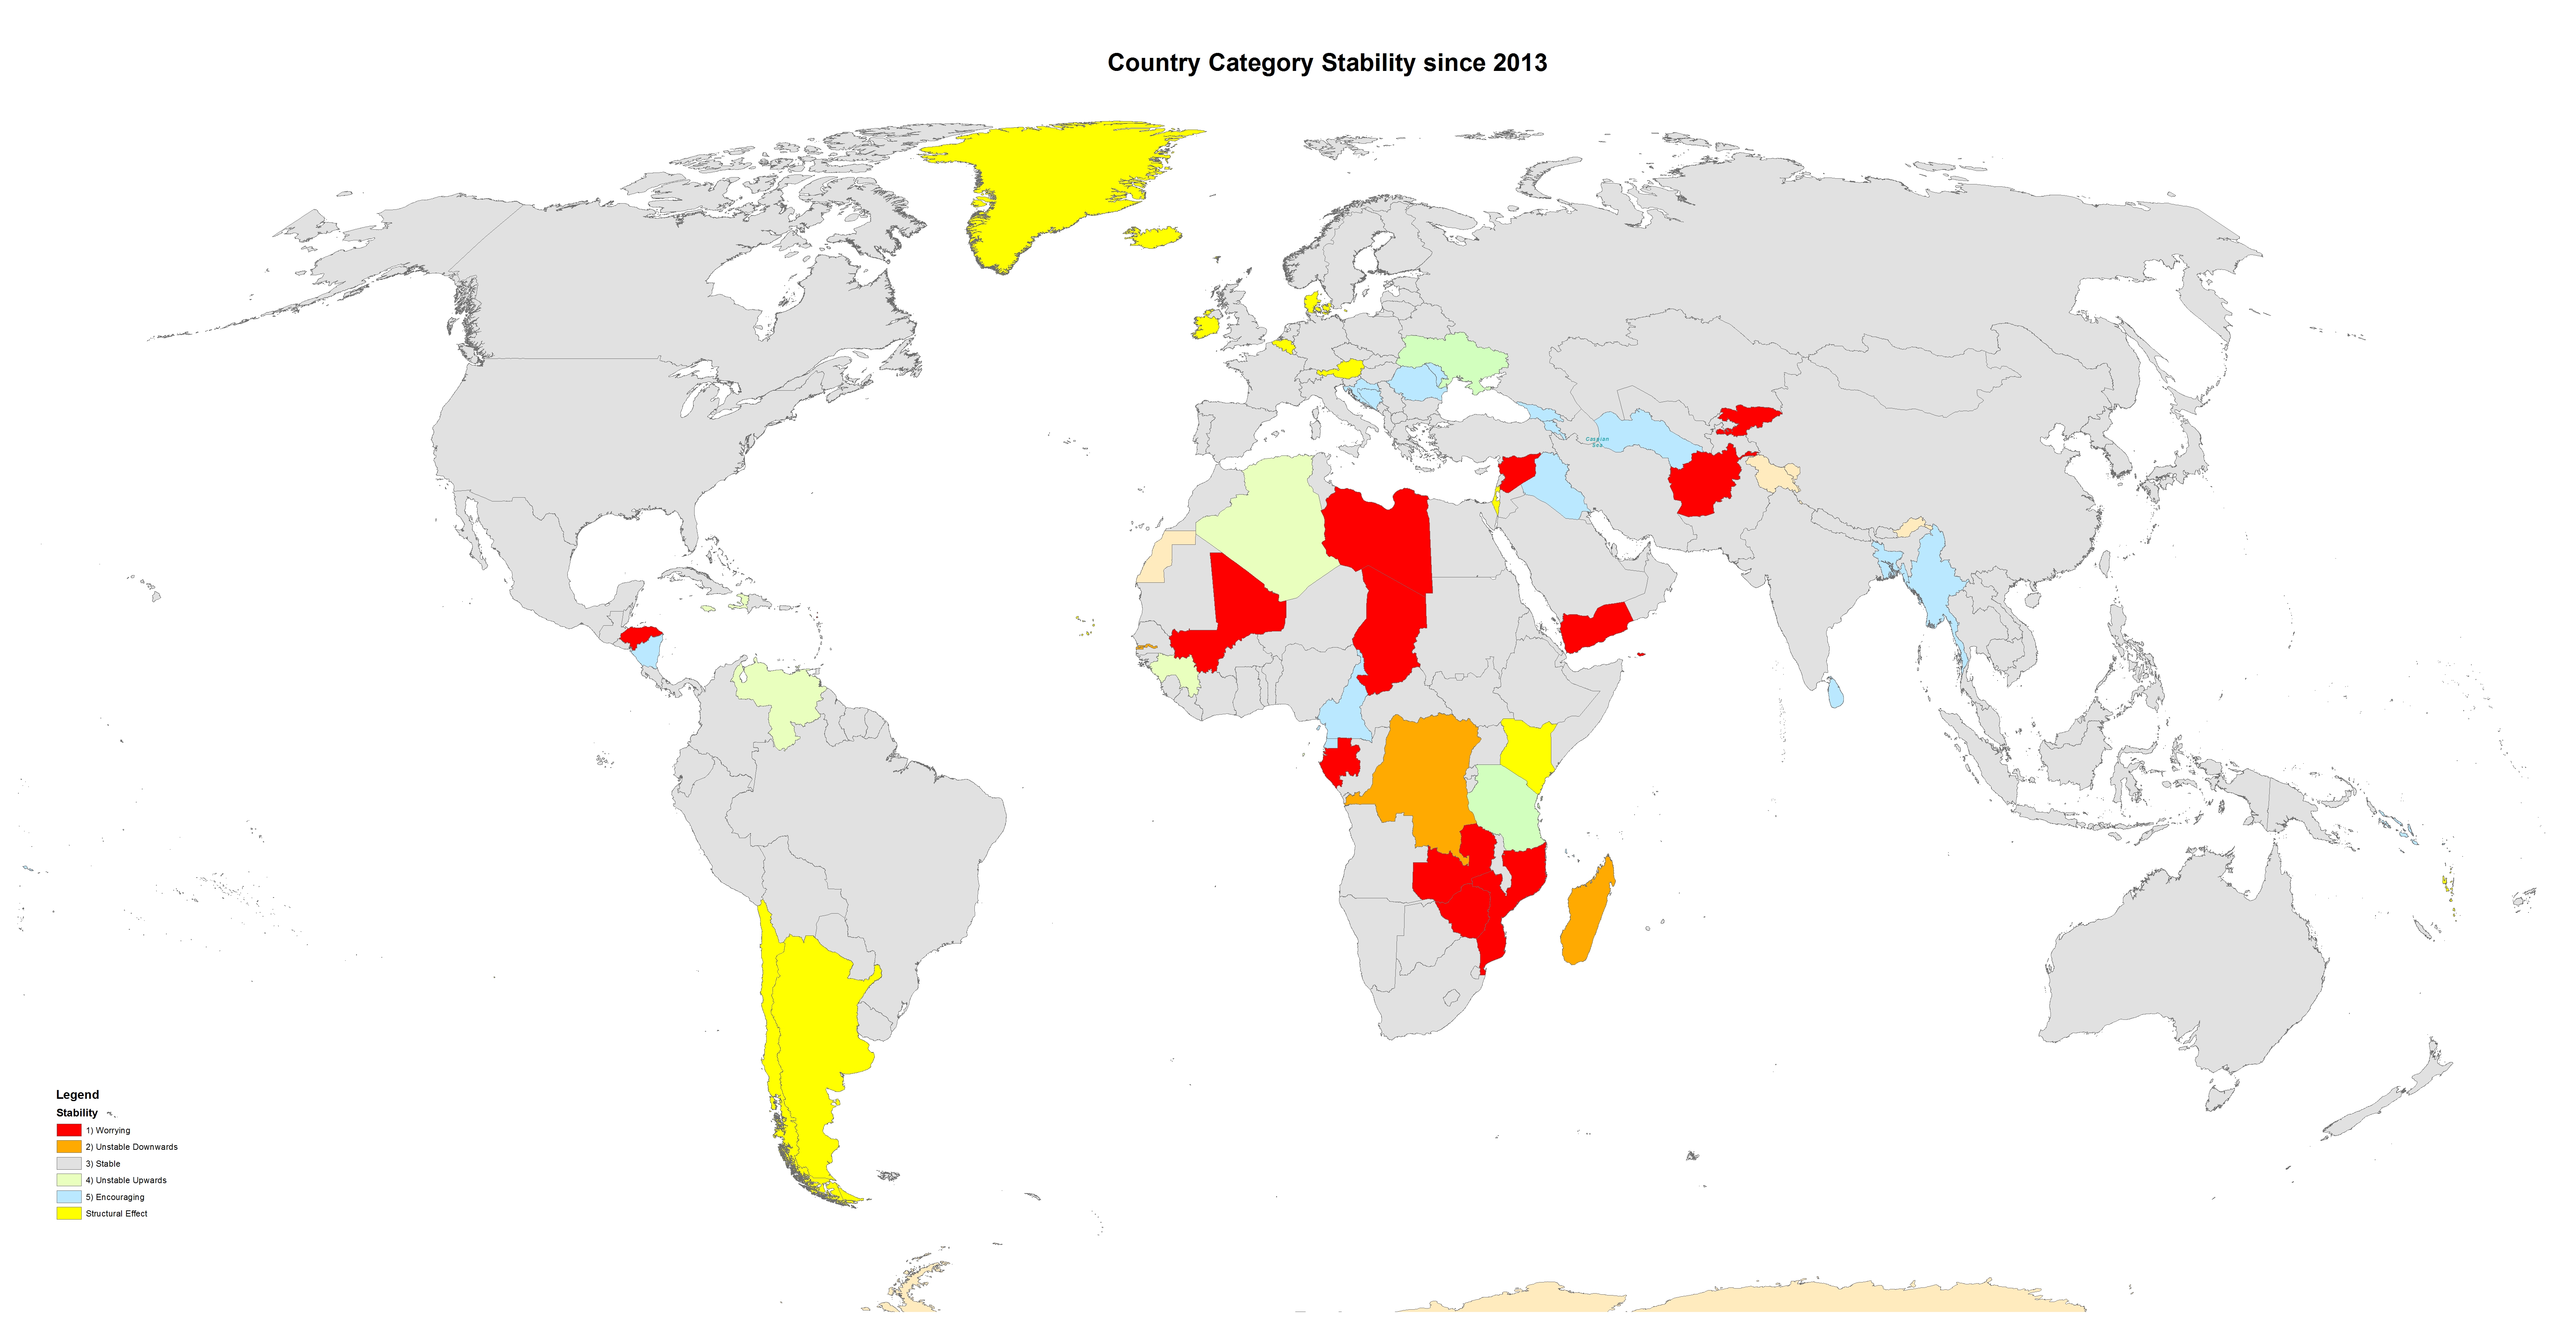 Country Category Stability since 2013
Caspian
Sea
Legend
Stability
1) Worrying
2) Unstable Downwards
3) Stable
4) Unstable Upwards
5) Encouraging
Structural Effect